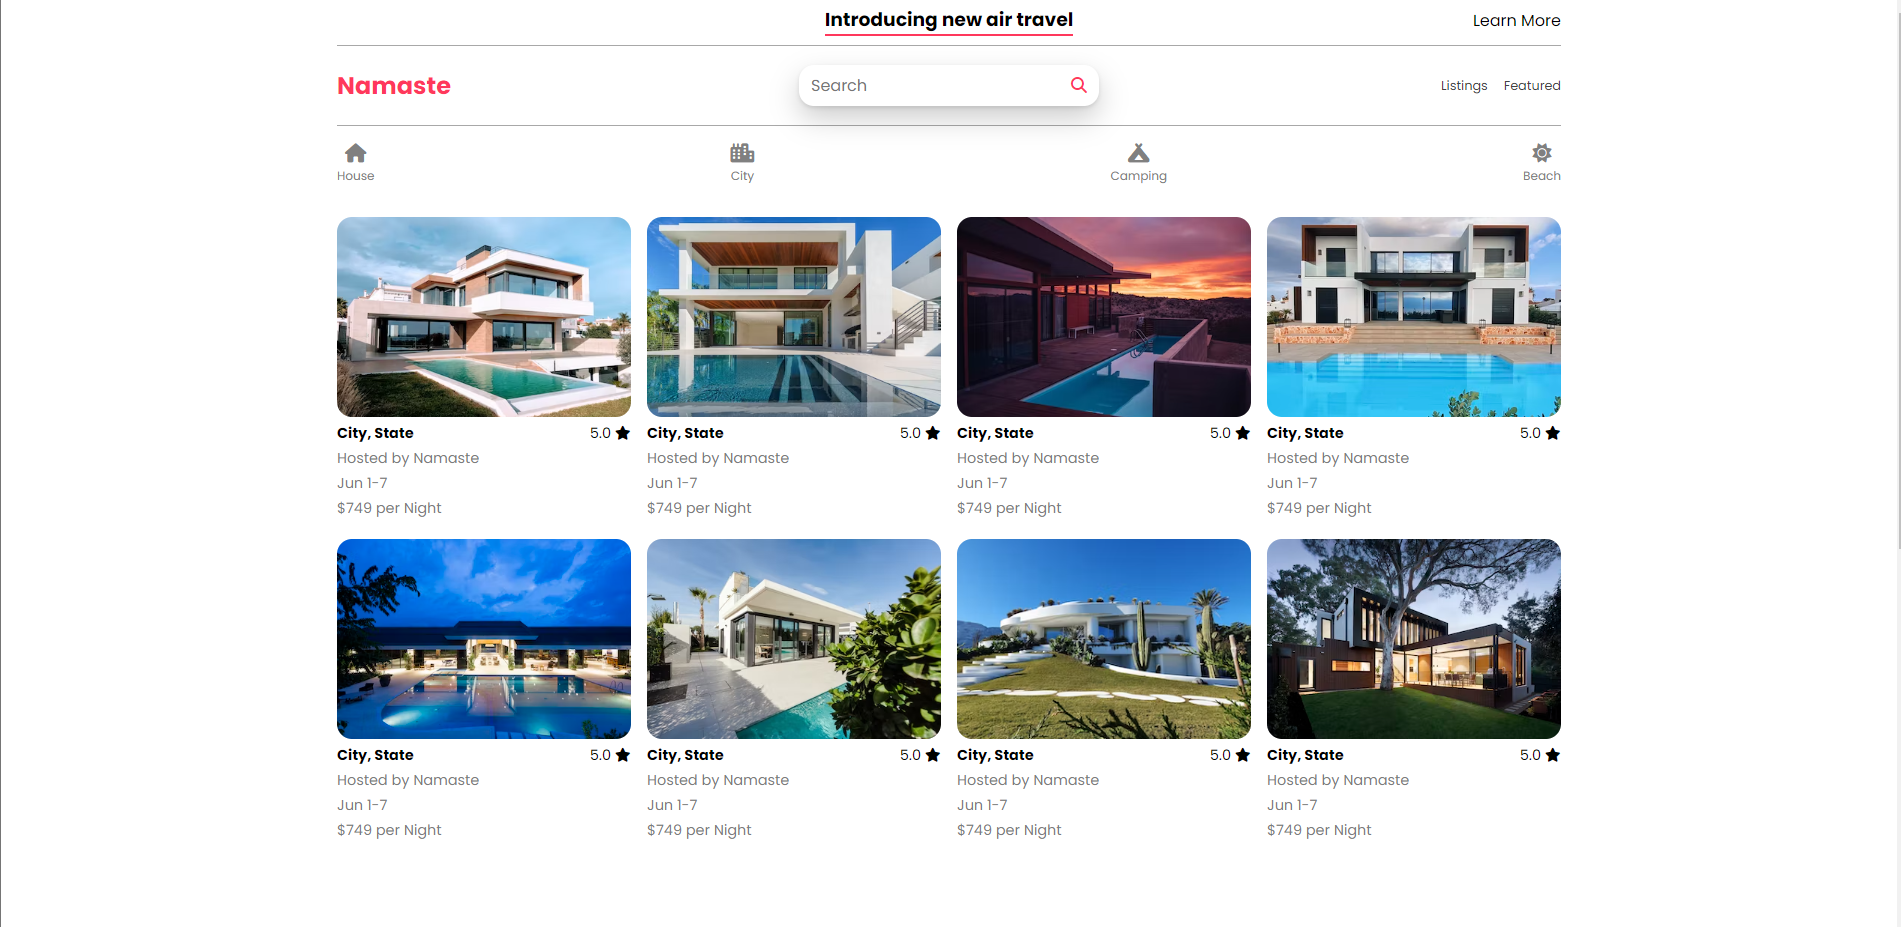 Introducing new air travel
Learn More
Namaste
Search
Listings Featured
House
City
Camping
Beach
City, State 5.0
Hosted by Namaste
Jun 1-7
$749 per Night
City, State 5.0
Hosted by Namaste
Jun 1-7
$749 per Night
City, State 5.0
Hosted by Namaste
Jun 1-7
$749 per Night
City, State 5.0
Hosted by Namaste
Jun 1-7
$749 per Night
City, State 5.0
Hosted by Namaste
Jun 1-7
$749 per Night
City, State 5.0
Hosted by Namaste
Jun 1-7
$749 per Night
City, State 5.0
Hosted by Namaste
Jun 1-7
$749 per Night
City, State 5.0
Hosted by Namaste
Jun 1-7
$749 per Night